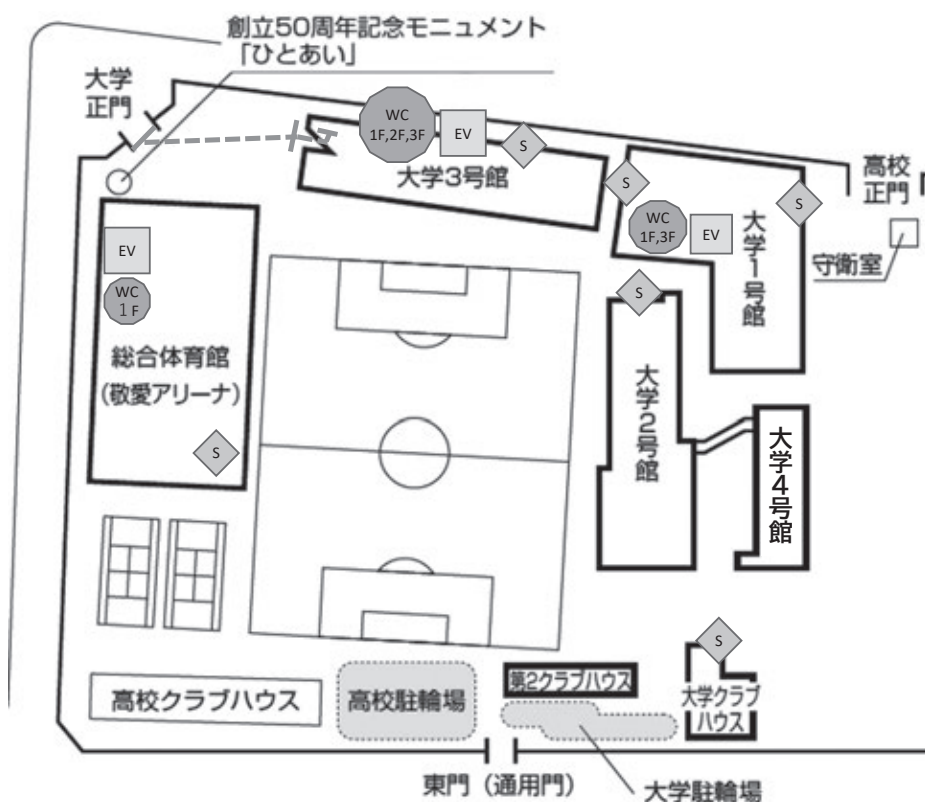 創立50周年記念モニュメント
「ひとあい」
大学
正門
WC
1F,2F,3F
EV
S
大学3号館
S
S
高校
正門
WC
1F,3F
EV
大学1号館
守衛室
EV
WC
1F
S
総合体育館
(敬愛アリーナ)
大学2号館
大学4号館
S
S
高校クラブハウス
高校駐輪場
第2クラブハウス
大学クラブ
ハウス
東門(通用門)
大学駐輪場